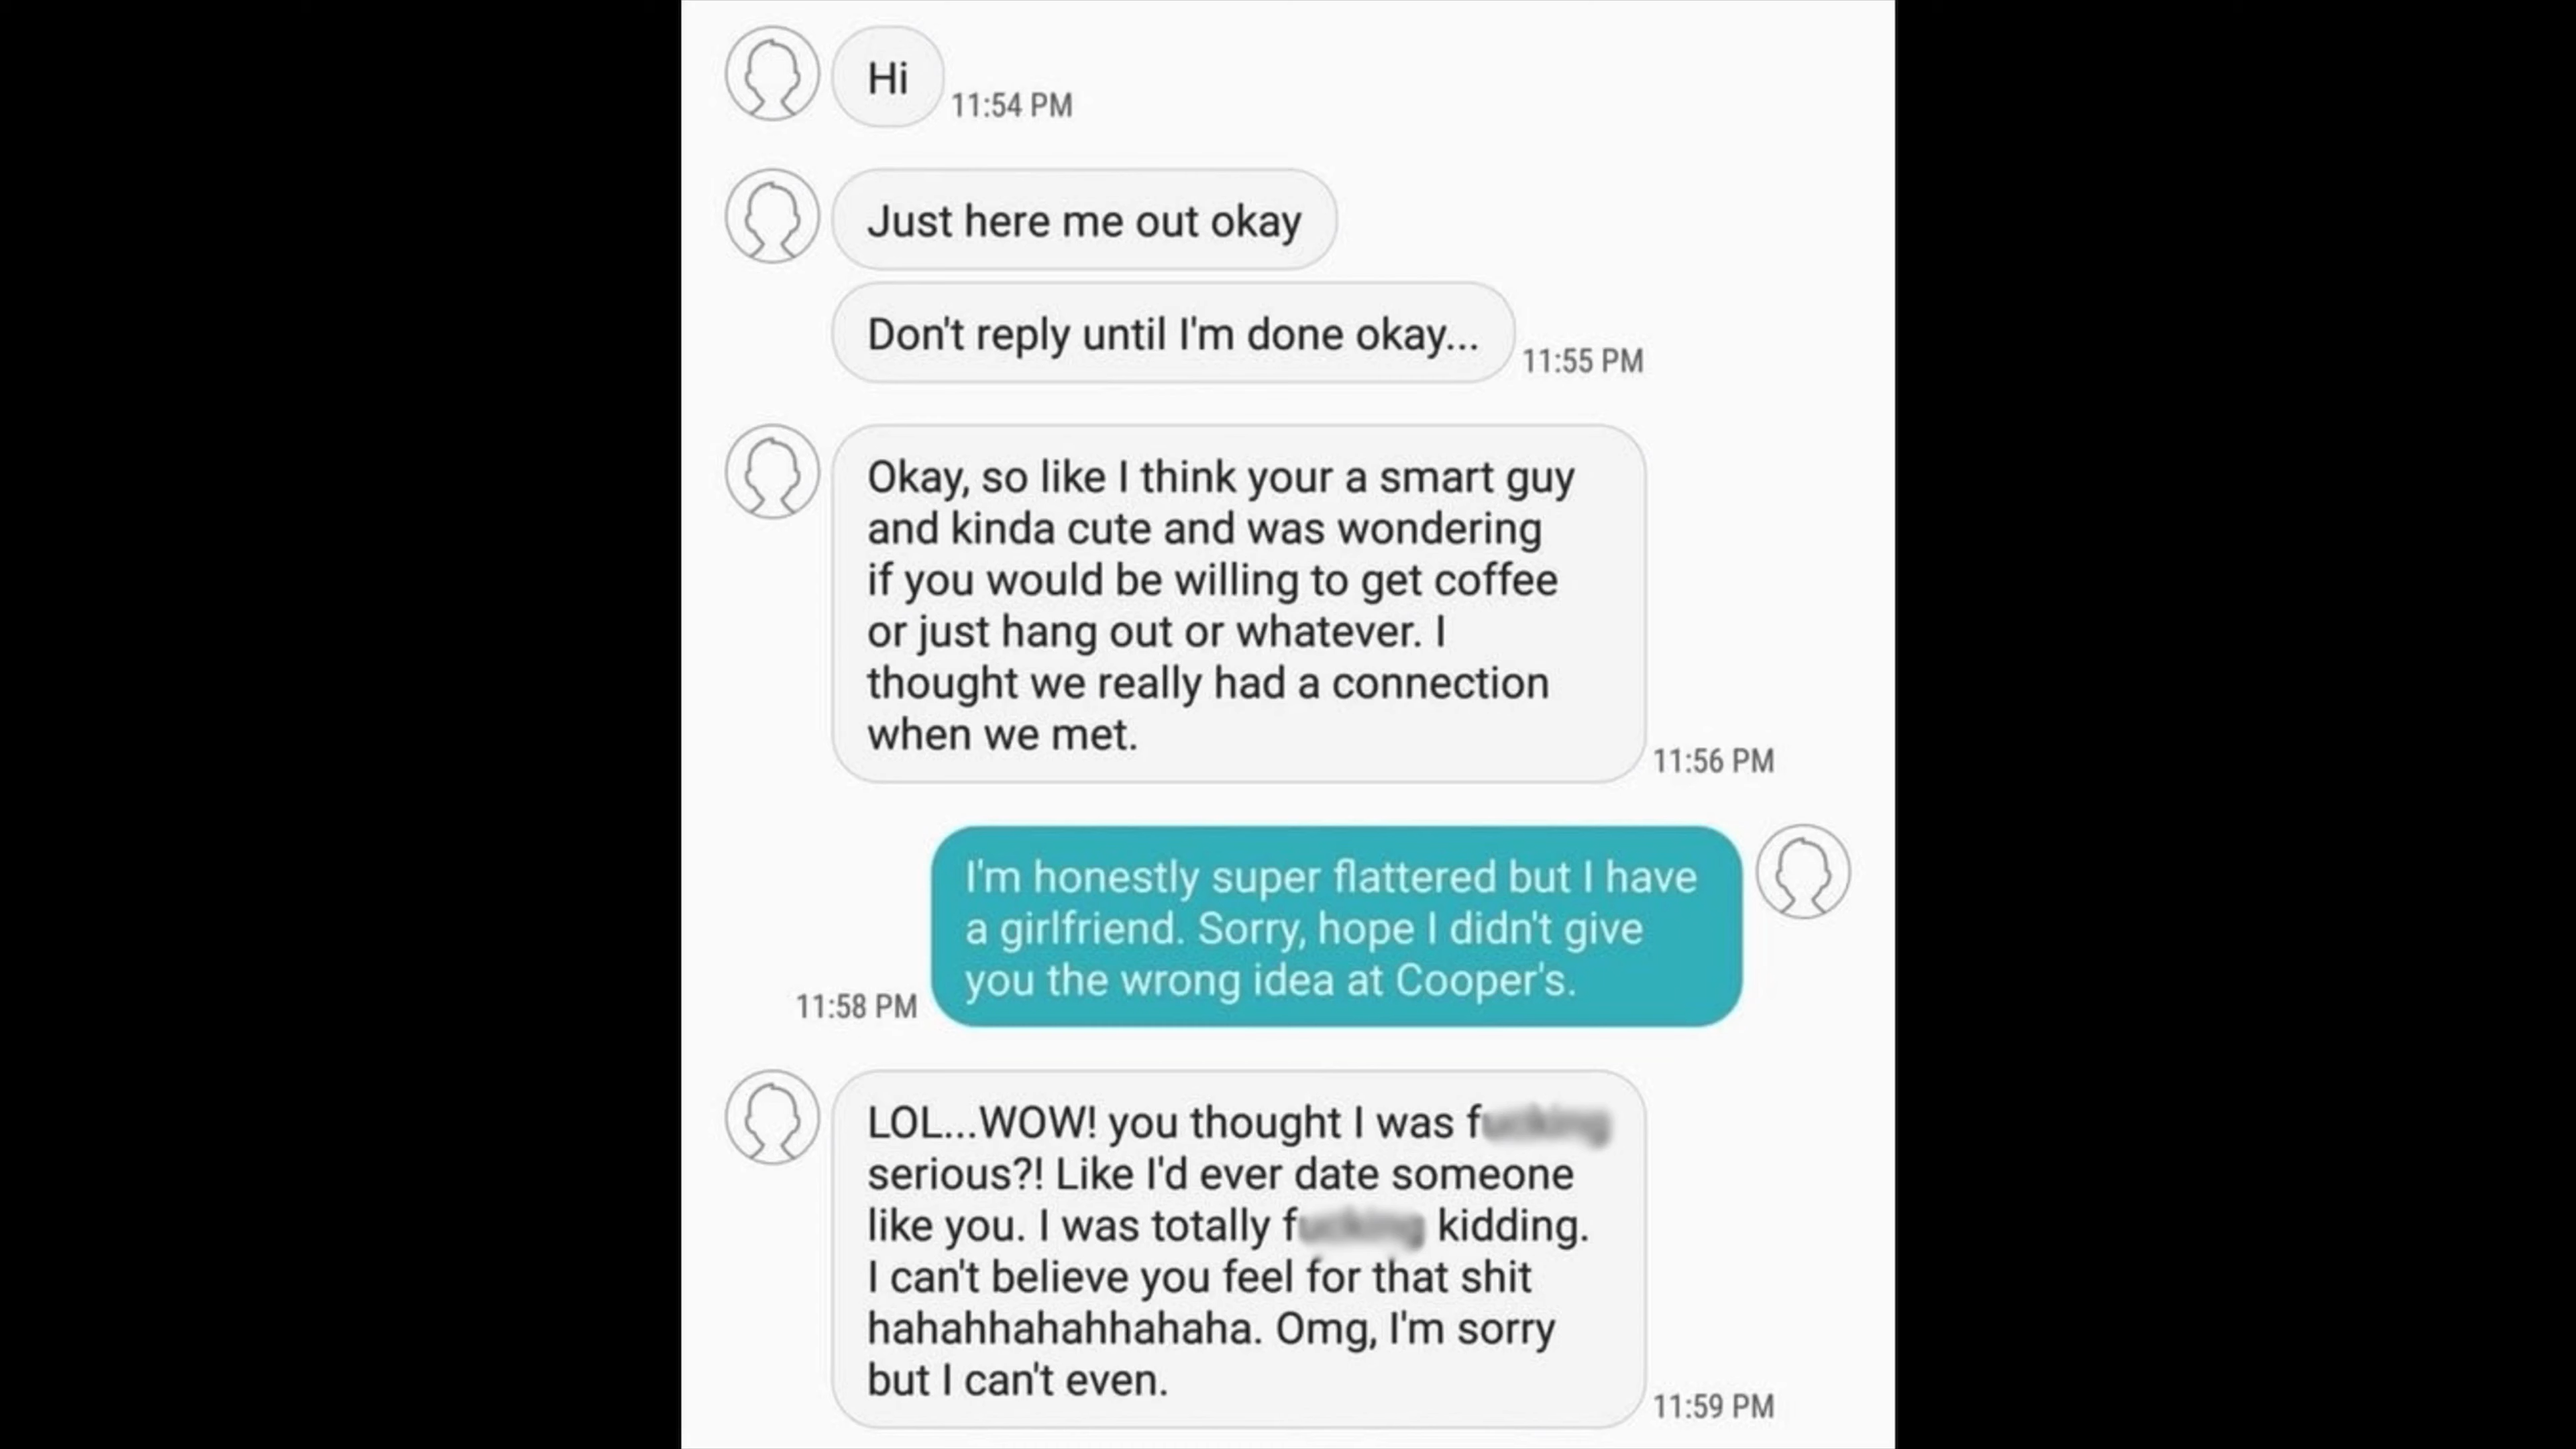 Hi
11:54 PM
Just here me out okay
Don't reply until I'm done okay...
11:55 PM
Okay, so like I think your a smart guy
and kinda cute and was wondering
if you would be willing to get coffee
or just hang out or whatever. I
thought we really had a connection
when we met.
11:56 PM
I'm honestly super flattered but I have
a girlfriend. Sorry, hope I didn't give
you the wrong idea at Cooper's.
11:58 PM
LOL...WOW! you thought I was f
serious?! Like I'd ever date someone
like you. I was totally f kidding.
I can't believe you feel for that shit
hahahhahahhahaha. Omg, I'm sorry
but I can't even.
11:59 PM